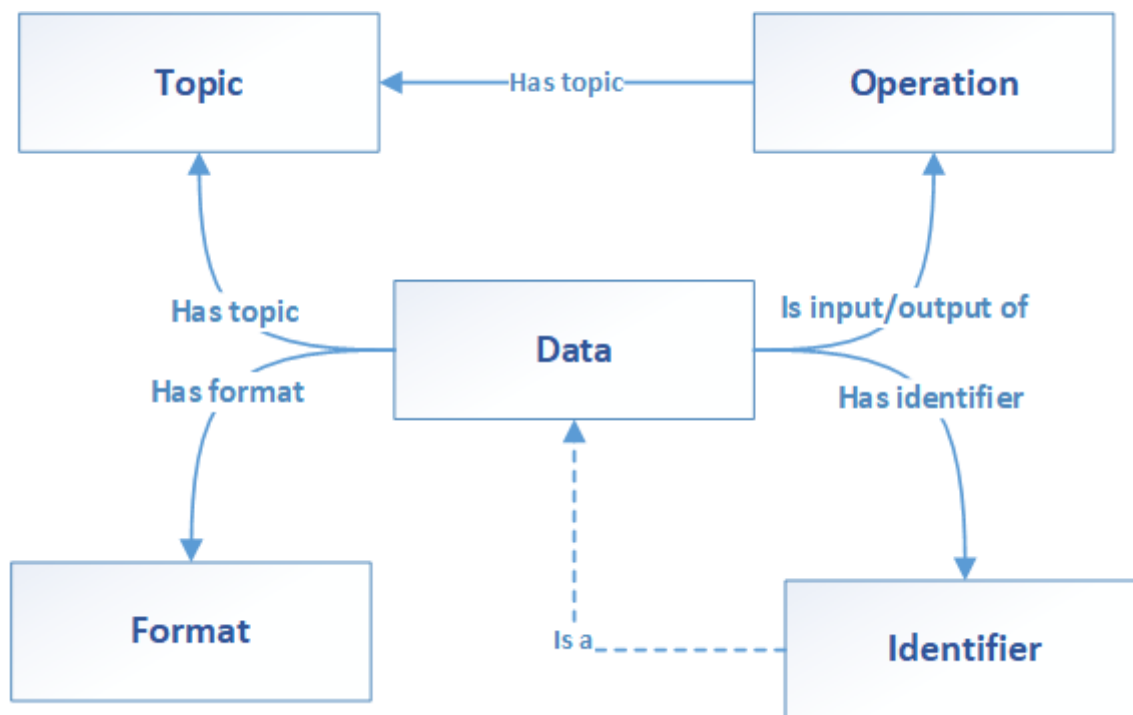 Topic
Has topic
Operation
Has topic
Is input/output of
Data
Has format
Has identifier
Format
Is a
Identifier